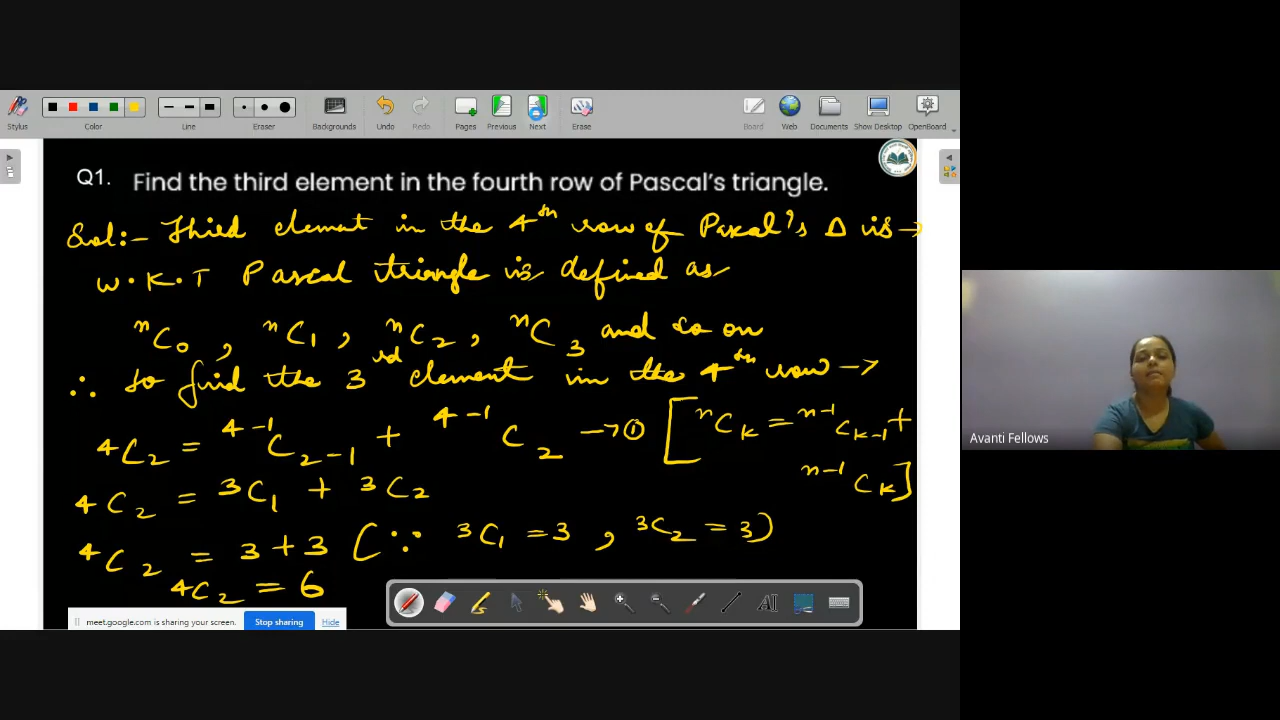 Stylus Color Line Eraser Backgrounds Undo Redo Pages Previous Next Erase Board Web Documents Show Desktop OpenBoard
Q1. Find the third element in the fourth row of Pascal's triangle.
Sol:- Third element in the 4th row of Pascal's Δ is →
W.K.T Pascal triangle is defined as
ⁿC₀, ⁿC₁, ⁿC₂, ⁿC₃ and so on
∴ to find the 3rd element in the 4th row →
⁴C₂ = ⁴⁻¹C₂₋₁ + ⁴⁻¹C₂ → ① [ⁿCₖ = ⁿ⁻¹Cₖ₋₁ +
ⁿ⁻¹Cₖ]
⁴C₂ = ³C₁ + ³C₂
⁴C₂ = 3 + 3 (∵ ³C₁ = 3, ³C₂ = 3)
⁴C₂ = 6
meet.google.com is sharing your screen. Stop sharing Hide
Avanti Fellows